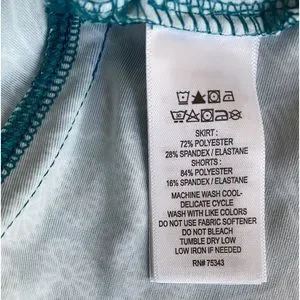 SKIRT:
72% POLYESTER
28% SPANDEX / ELASTANE
SHORTS:
84% POLYESTER
16% SPANDEX / ELASTANE
MACHINE WASH COOL-
DELICATE CYCLE
WASH WITH LIKE COLORS
DO NOT USE FABRIC SOFTENER
DO NOT BLEACH
TUMBLE DRY LOW
LOW IRON IF NEEDED
RN# 75343